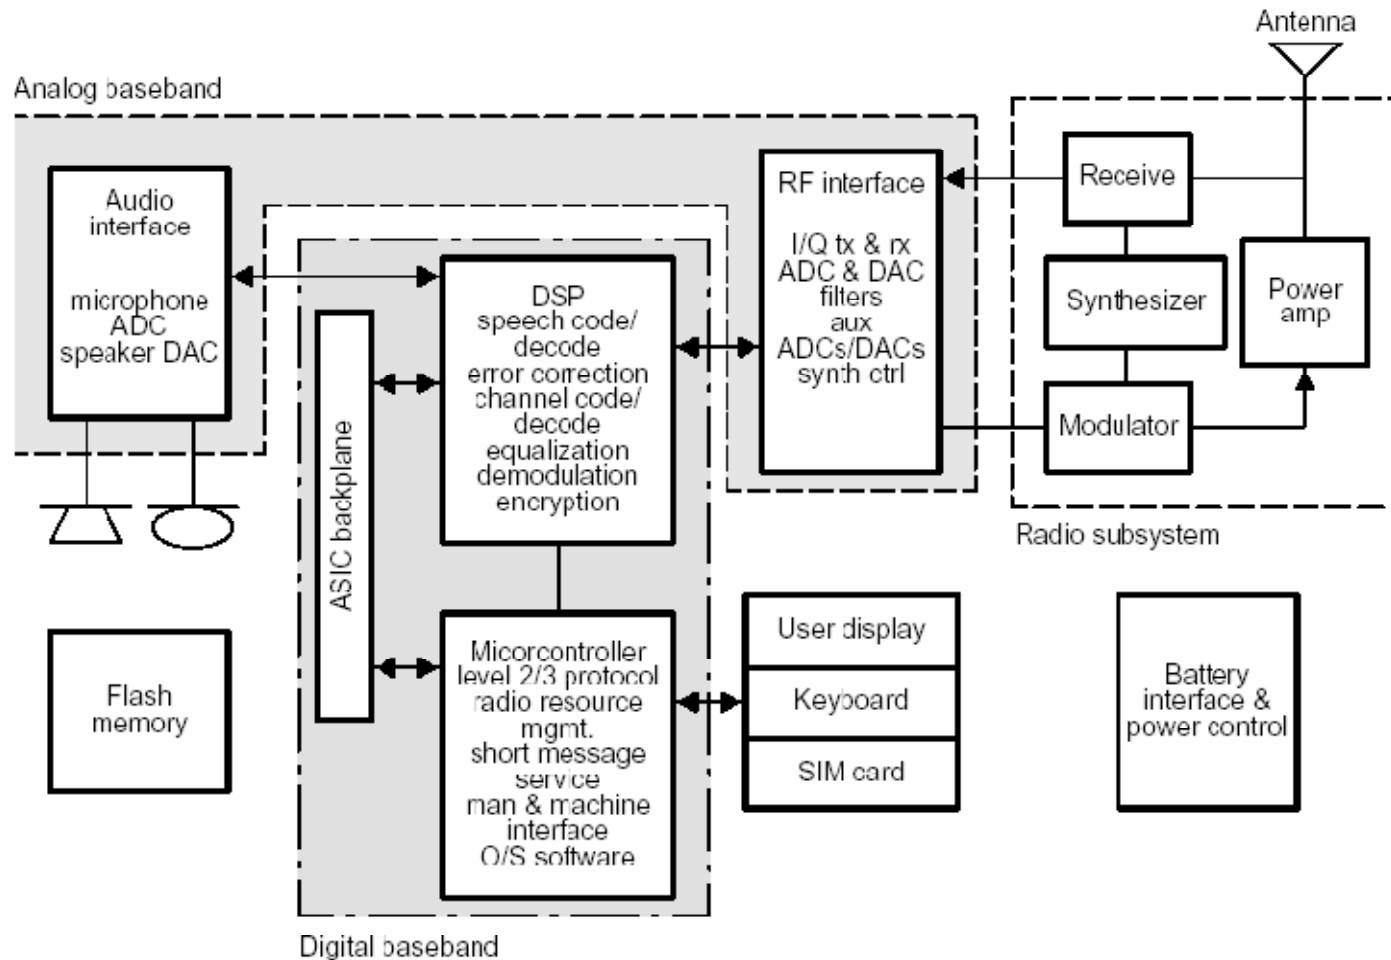 Antenna
Analog baseband
Audio
interface
microphone
ADC
speaker DAC
RF interface
I/Q tx & rx
ADC & DAC
filters
aux
ADCs/DACs
synth ctrl
Receive
Synthesizer
Modulator
Power
amp
Radio subsystem
ASIC backplane
DSP
speech code/
decode
error correction
channel code/
decode
equalization
demodulation
encryption
Micorcontroller
level 2/3 protocol
radio resource
mgmt.
short message
service
man & machine
interface
O/S software
Digital baseband
Flash
memory
User display
Keyboard
SIM card
Battery
interface &
power control